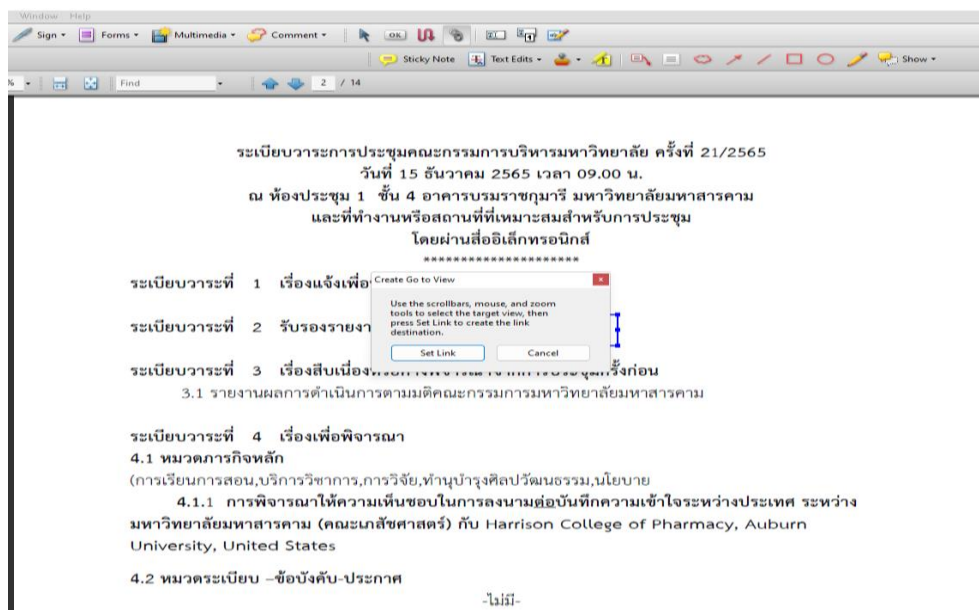 Window Help
Sign Forms Multimedia Comment OK
Sticky Note Text Edits Show
% Find 2 / 14
ระเบียบวาระการประชุมคณะกรรมการบริหารมหาวิทยาลัย ครั้งที่ 21/2565
วันที่ 15 ธันวาคม 2565 เวลา 09.00 น.
ณ ห้องประชุม 1 ชั้น 4 อาคารบรมราชกุมารี มหาวิทยาลัยมหาสารคาม
และที่ทำงานหรือสถานที่ที่เหมาะสมสำหรับการประชุม
โดยผ่านสื่ออิเล็กทรอนิกส์
*********************
ระเบียบวาระที่ 1 เรื่องแจ้งเพื่อ
Create Go to View
Use the scrollbars, mouse, and zoom
tools to select the target view, then
press Set Link to create the link
destination.
Set Link Cancel
ระเบียบวาระที่ 2 รับรองรายงา
ระเบียบวาระที่ 3 เรื่องสืบเนื่อง ครั้งก่อน
3.1 รายงานผลการดำเนินการตามมติคณะกรรมการมหาวิทยาลัยมหาสารคาม
ระเบียบวาระที่ 4 เรื่องเพื่อพิจารณา
4.1 หมวดภารกิจหลัก
(การเรียนการสอน,บริการวิชาการ,การวิจัย,ทำนุบำรุงศิลปวัฒนธรรม,นโยบาย
4.1.1 การพิจารณาให้ความเห็นชอบในการลงนามต่อบันทึกความเข้าใจระหว่างประเทศ ระหว่าง
มหาวิทยาลัยมหาสารคาม (คณะเภสัชศาสตร์) กับ Harrison College of Pharmacy, Auburn
University, United States
4.2 หมวดระเบียบ –ข้อบังคับ-ประกาศ
-ไม่มี-